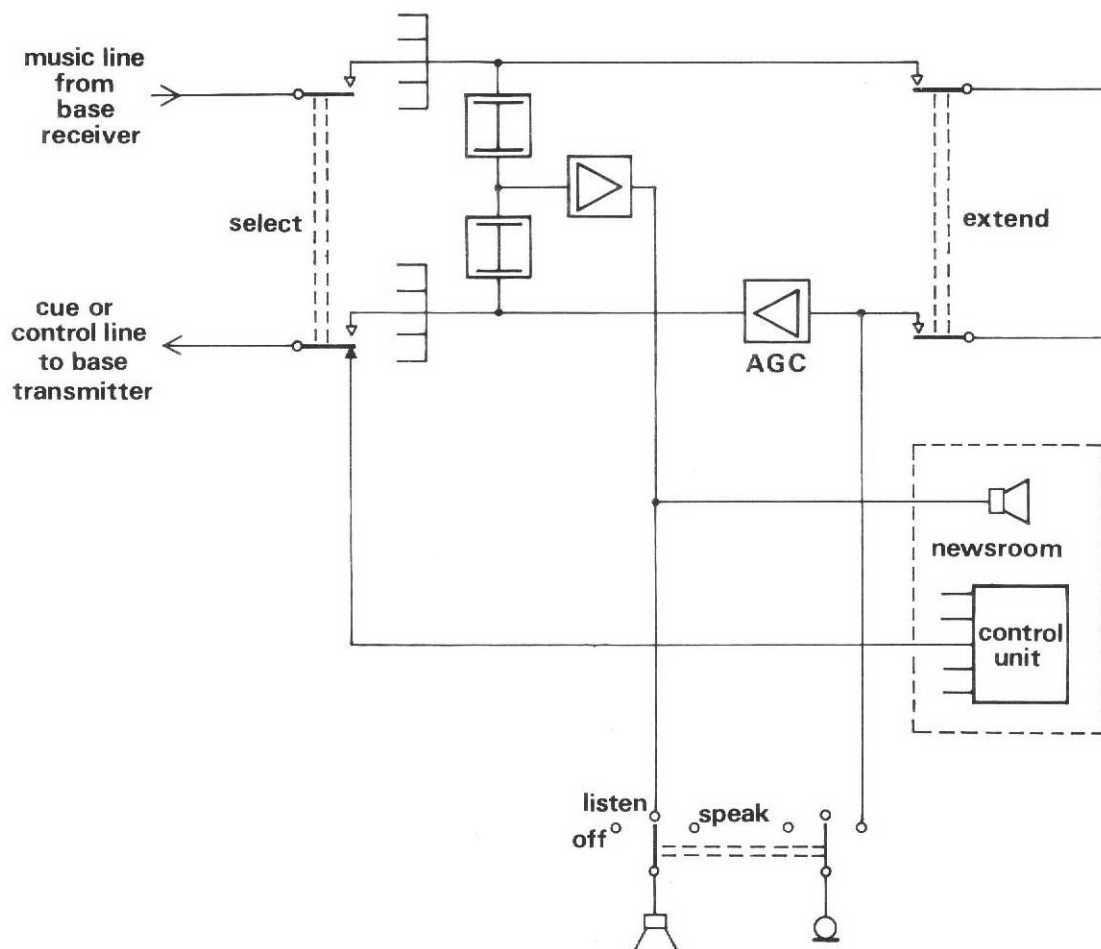 music line
from
base
receiver
select
extend
cue or
control line
to base
transmitter
AGC
newsroom
control
unit
listen
off
speak